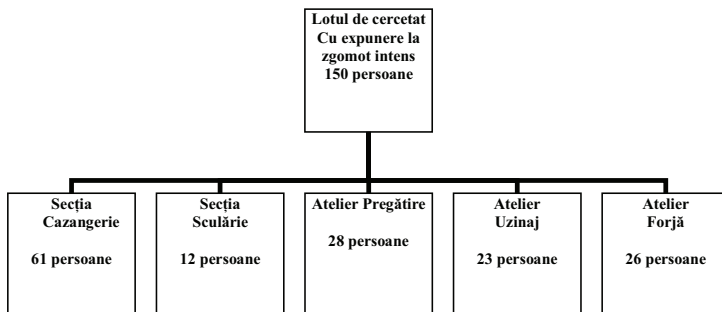 Lotul de cercetat
Cu expunere la
zgomot intens
150 persoane
Secția
Cazangerie
61 persoane
Secția
Sculărie
12 persoane
Atelier Pregătire
28 persoane
Atelier
Uzinaj
23 persoane
Atelier
Forjă
26 persoane